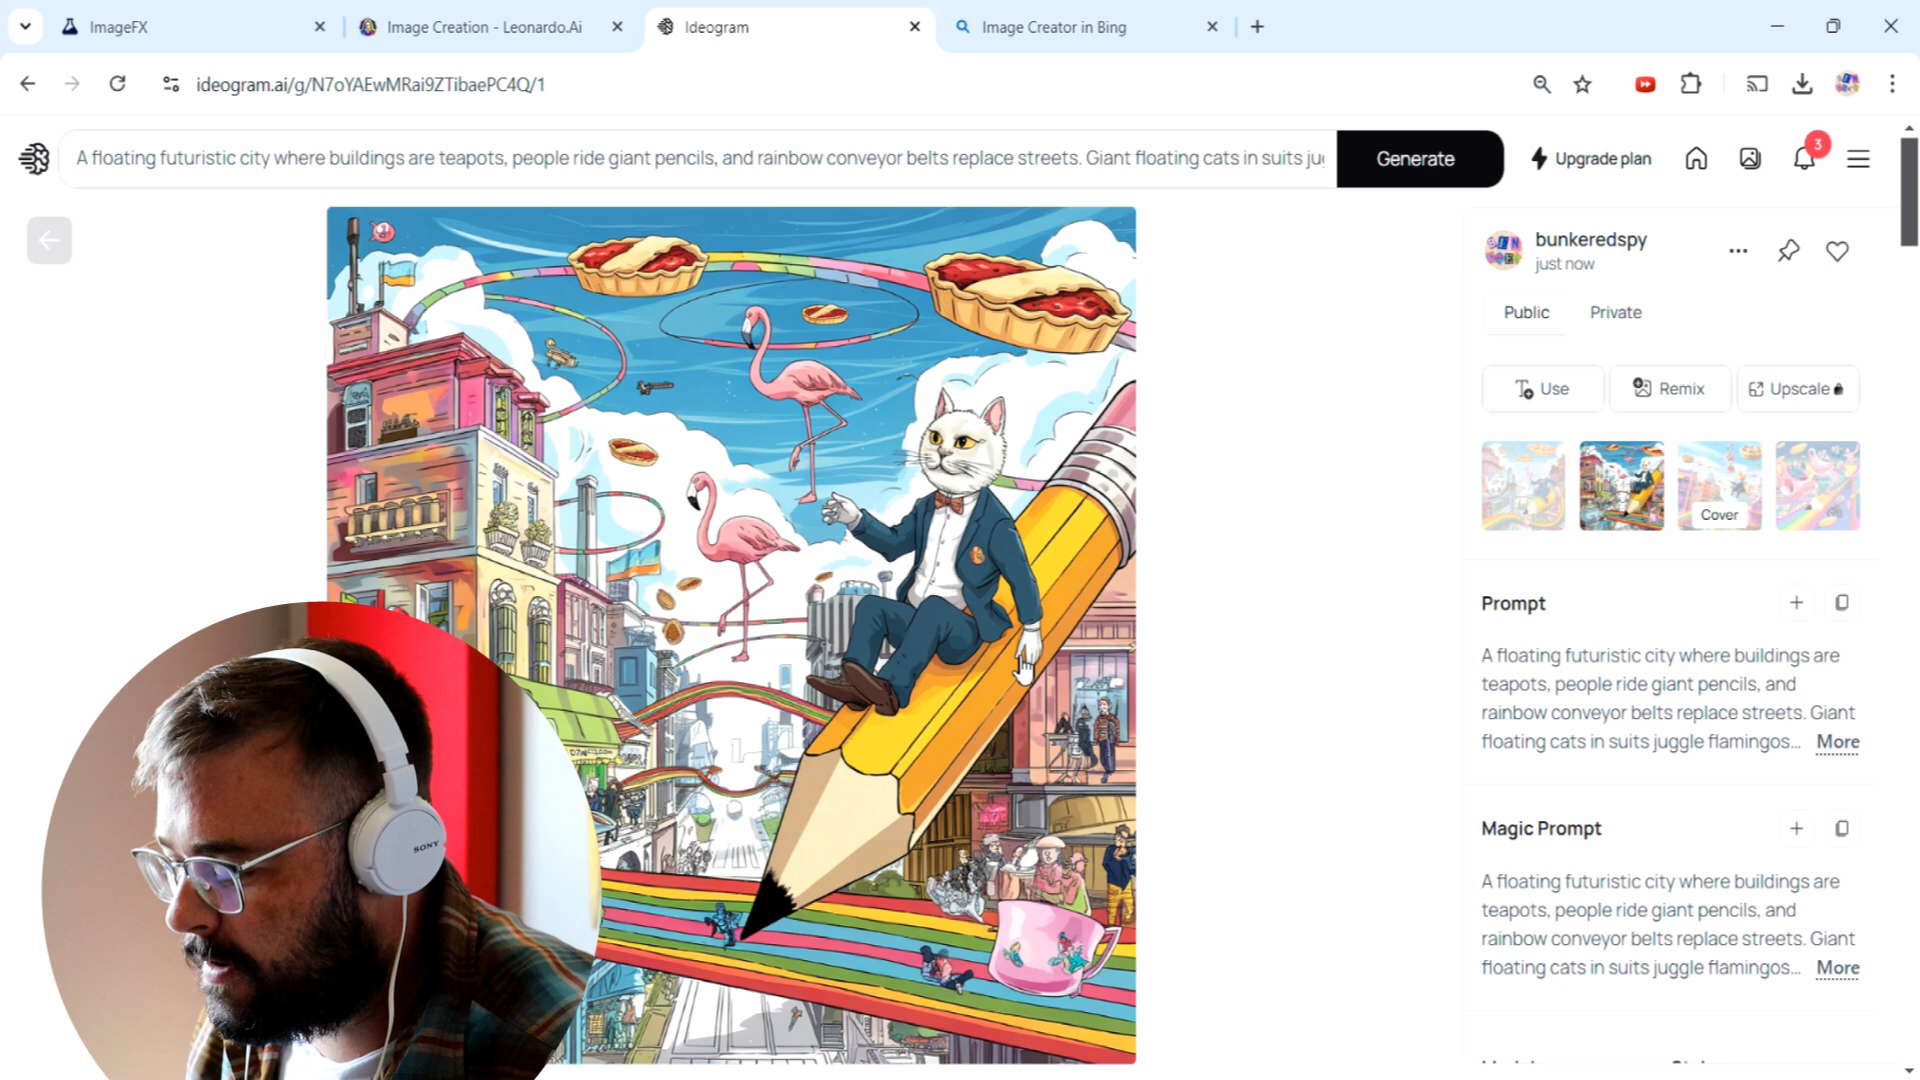 ImageFX
Image Creation - Leonardo.Ai
Ideogram
Image Creator in Bing
ideogram.ai/g/N7oYAEwMRai9ZTibaePC4Q/1
A floating futuristic city where buildings are teapots, people ride giant pencils, and rainbow conveyor belts replace streets. Giant floating cats in suits ju
Generate
Upgrade plan
3
bunkeredspy
just now
Public
Private
Use
Remix
Upscale
Cover
Prompt
A floating futuristic city where buildings are
teapots, people ride giant pencils, and
rainbow conveyor belts replace streets. Giant
floating cats in suits juggle flamingos... More
Magic Prompt
A floating futuristic city where buildings are
teapots, people ride giant pencils, and
rainbow conveyor belts replace streets. Giant
floating cats in suits juggle flamingos... More
SONY